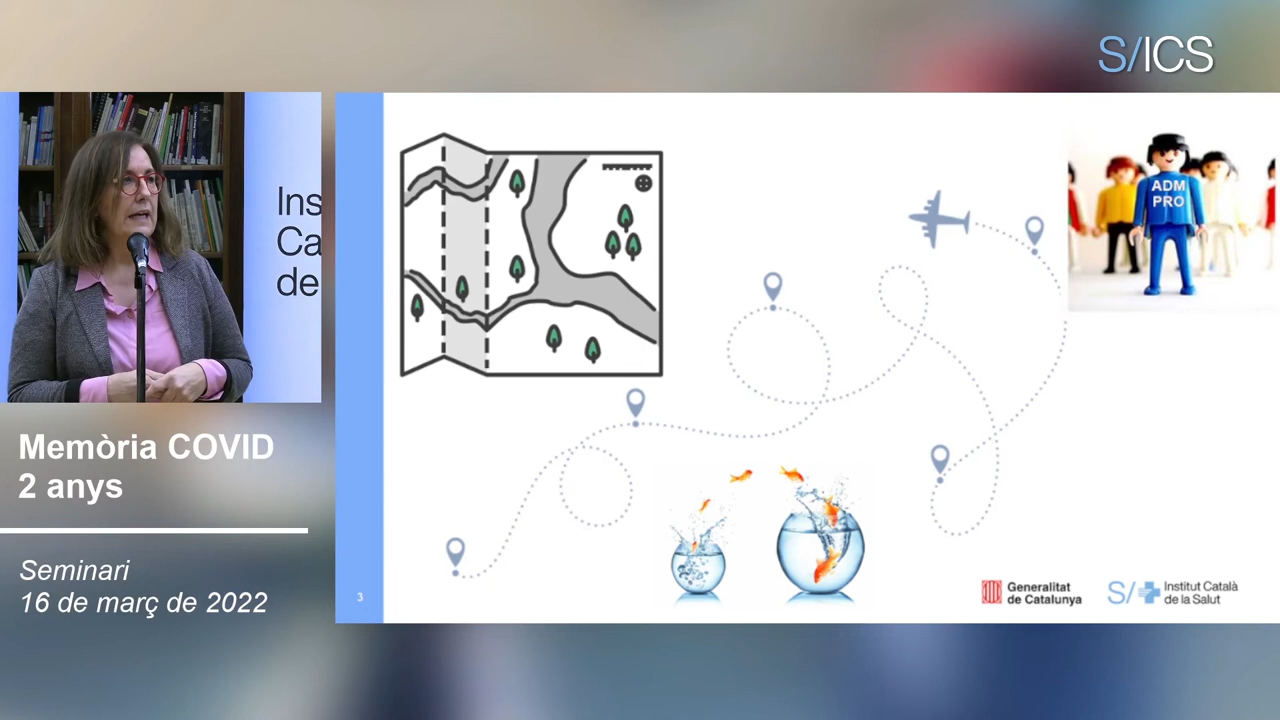 S/ICS
Ins
Ca
de
Memòria COVID
2 anys
Seminari
16 de març de 2022
ADM
PRO
3
Generalitat
de Catalunya
S/
Institut Català
de la Salut